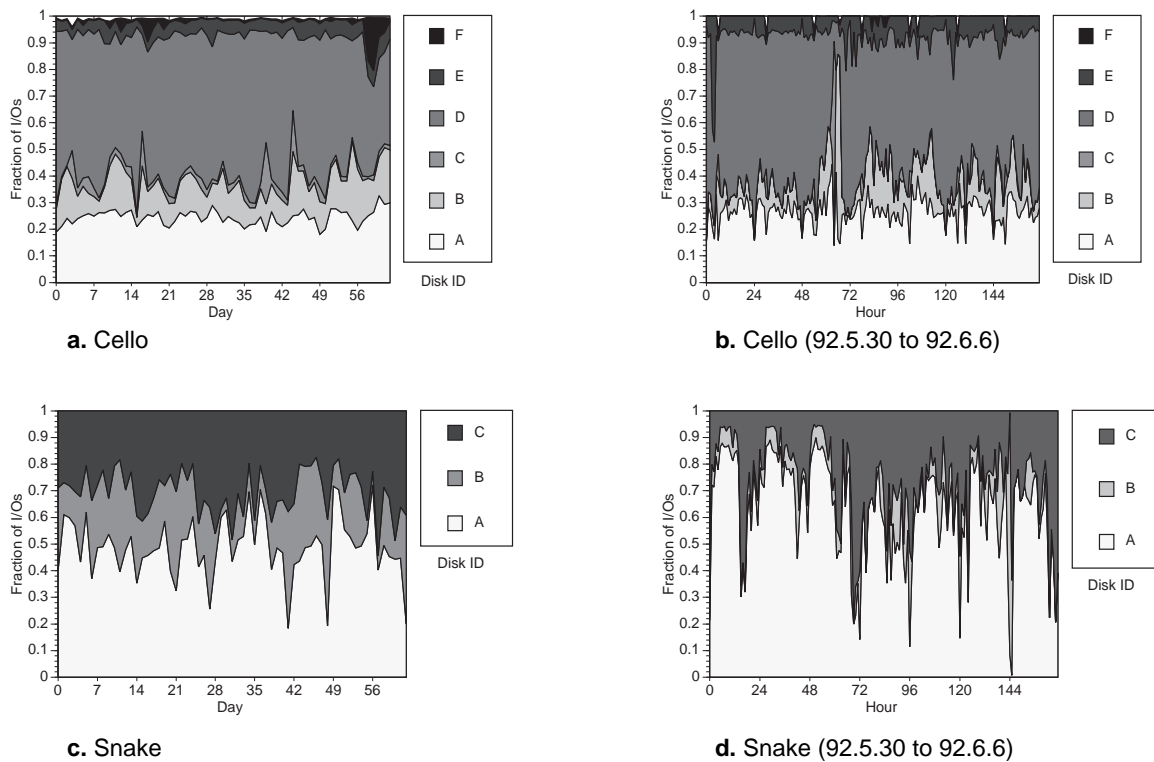 1
0.9
0.8
0.7
0.6
0.5
0.4
0.3
0.2
0.1
0
Fraction of I/Os
0 7 14 21 28 35 42 49 56
Day
F
E
D
C
B
A
Disk ID
a. Cello
1
0.9
0.8
0.7
0.6
0.5
0.4
0.3
0.2
0.1
0
Fraction of I/Os
0 24 48 72 96 120 144
Hour
F
E
D
C
B
A
Disk ID
b. Cello (92.5.30 to 92.6.6)
1
0.9
0.8
0.7
0.6
0.5
0.4
0.3
0.2
0.1
0
Fraction of I/Os
0 7 14 21 28 35 42 49 56
Day
C
B
A
Disk ID
c. Snake
1
0.9
0.8
0.7
0.6
0.5
0.4
0.3
0.2
0.1
0
Fraction of I/Os
0 24 48 72 96 120 144
Hour
C
B
A
Disk ID
d. Snake (92.5.30 to 92.6.6)